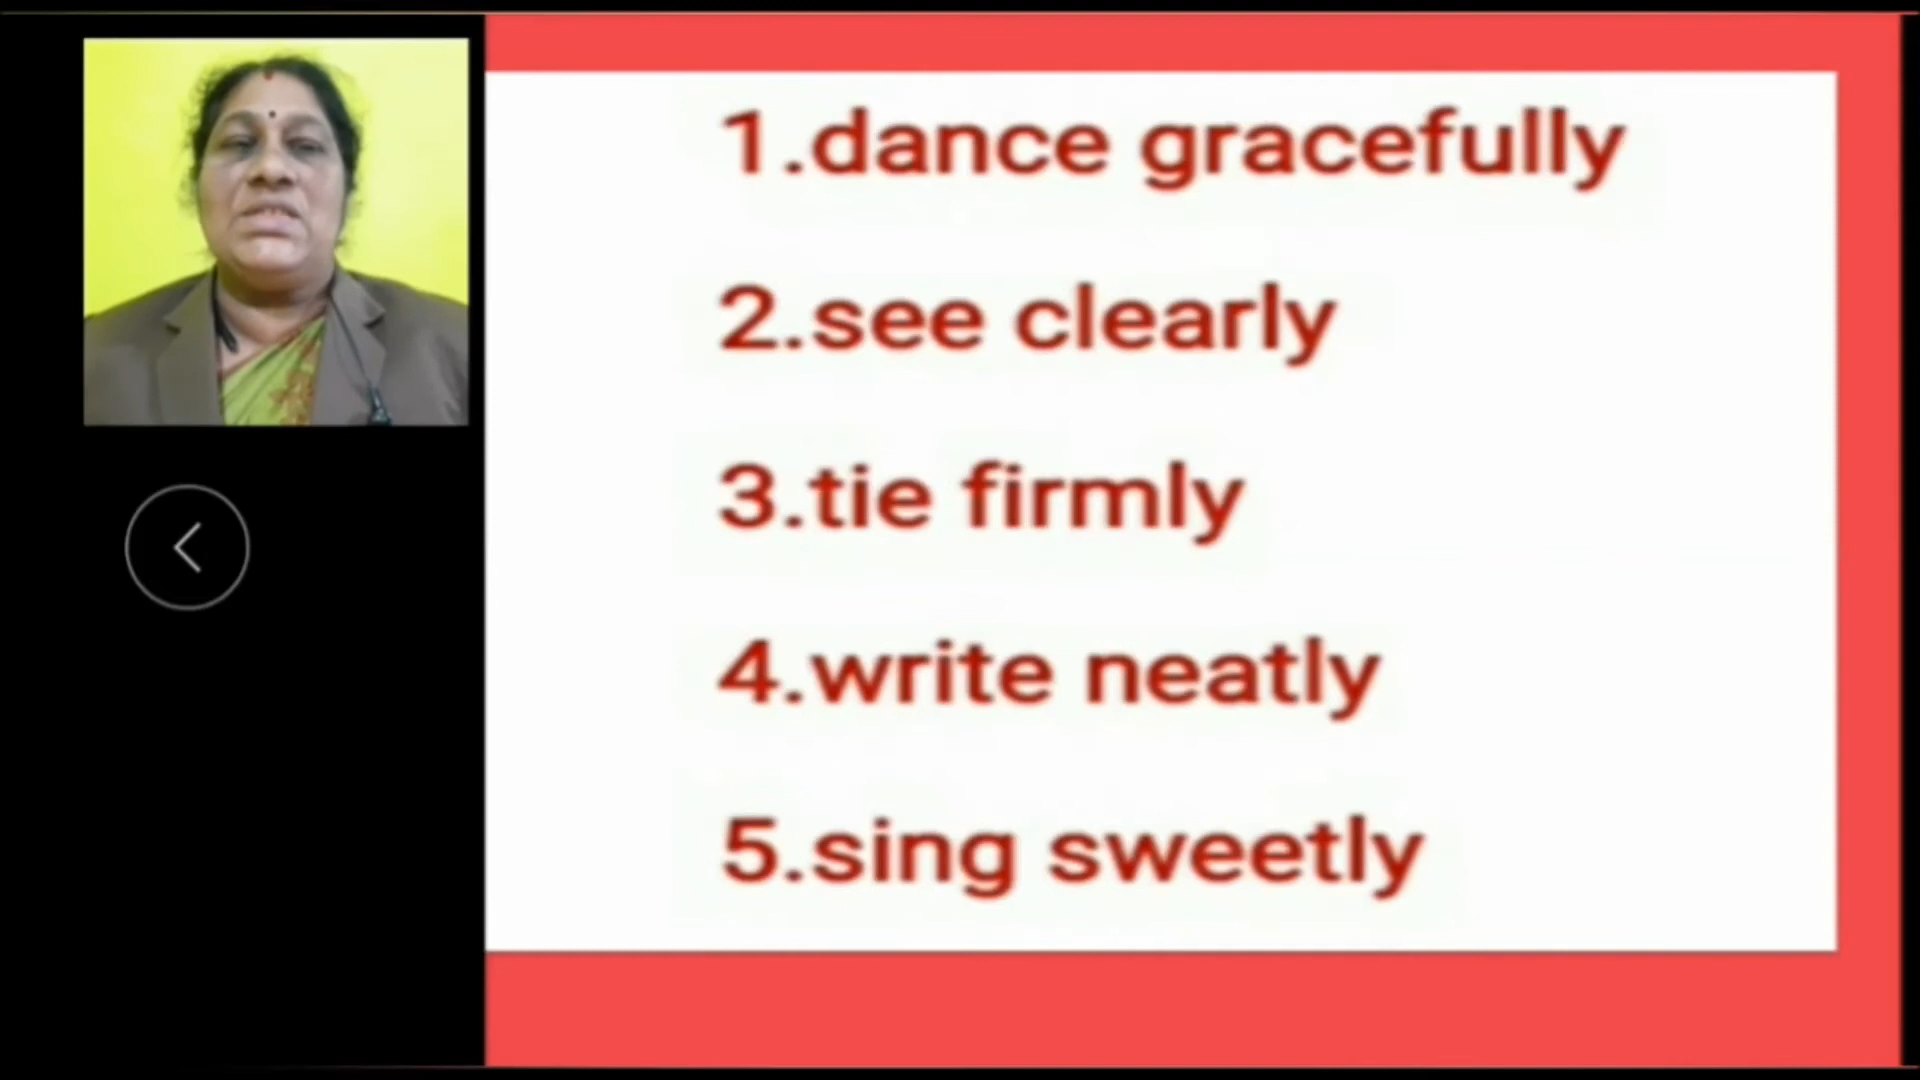 1.dance gracefully
2.see clearly
3.tie firmly
4.write neatly
5.sing sweetly